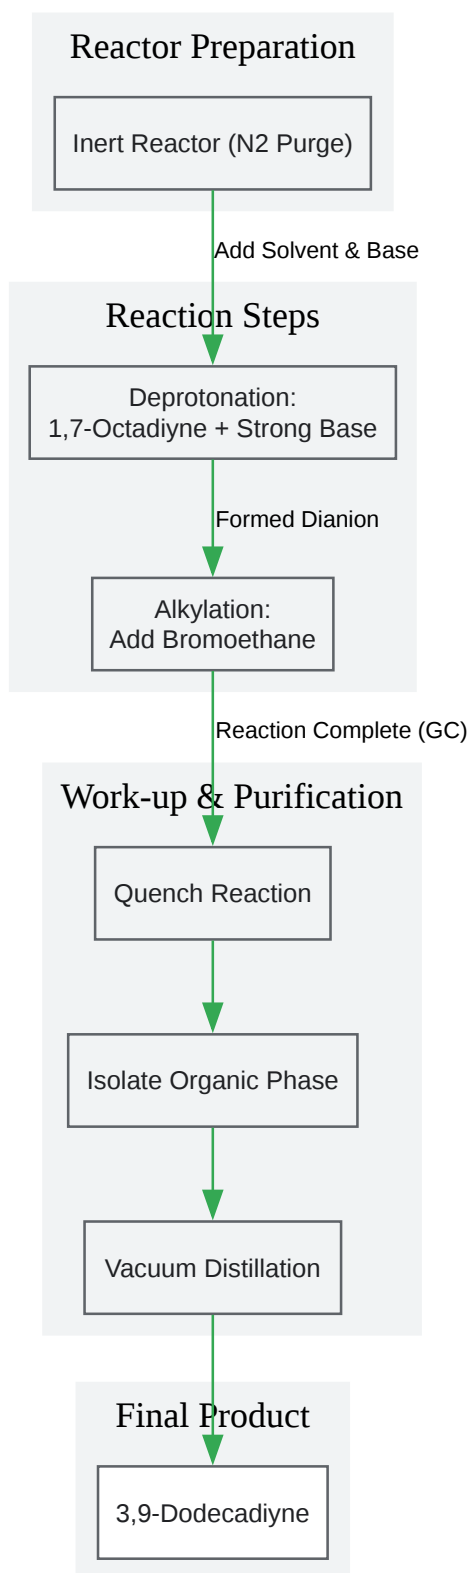 Reactor Preparation
Inert Reactor (N2 Purge)
Add Solvent & Base
Reaction Steps
Deprotonation:
1,7-Octadiyne + Strong Base
Formed Dianion
Alkylation:
Add Bromoethane
Reaction Complete (GC)
Work-up & Purification
Quench Reaction
Isolate Organic Phase
Vacuum Distillation
Final Product
3,9-Dodecadiyne